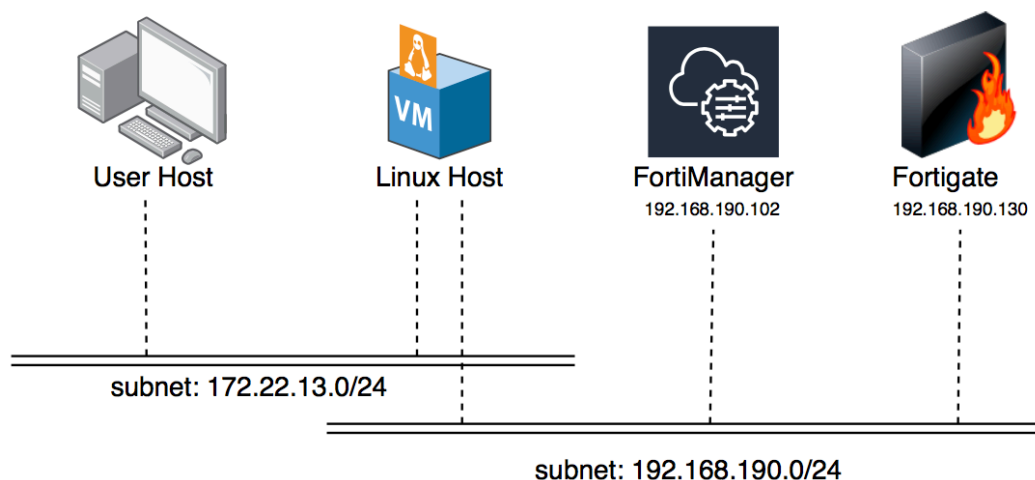 VM
User Host
Linux Host
FortiManager
Fortigate
192.168.190.102
192.168.190.130
subnet: 172.22.13.0/24
subnet: 192.168.190.0/24